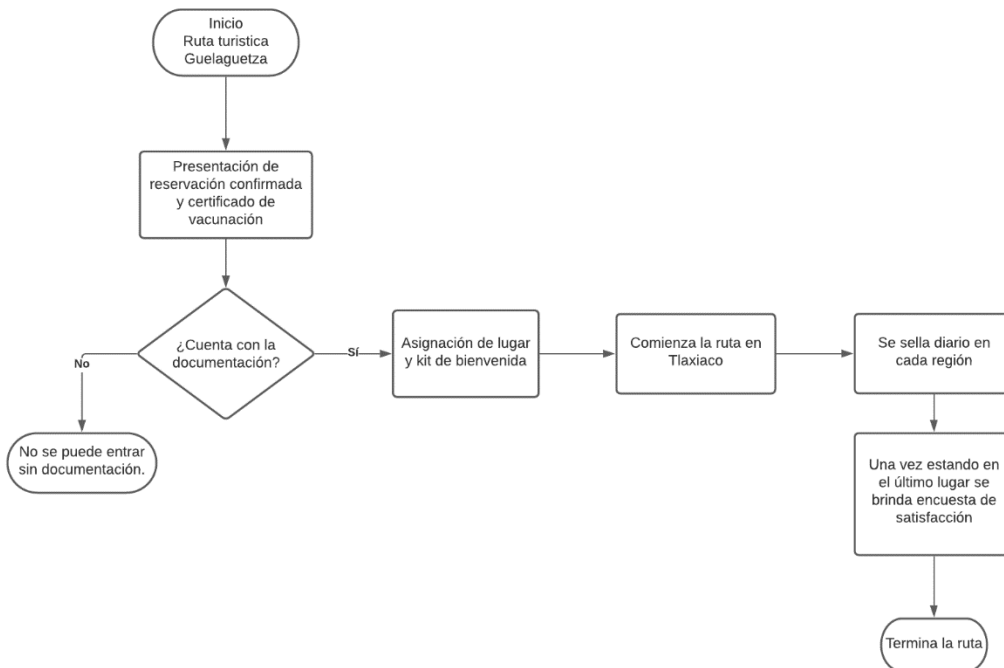 Inicio
Ruta turistica
Guelaguetza
Presentación de
reservación confirmada
y certificado de
vacunación
¿Cuenta con la
documentación?
No
No se puede entrar
sin documentación.
Sí
Asignación de lugar
y kit de bienvenida
Comienza la ruta en
Tlaxiaco
Se sella diario en
cada región
Una vez estando en
el último lugar se
brinda encuesta de
satisfacción
Termina la ruta